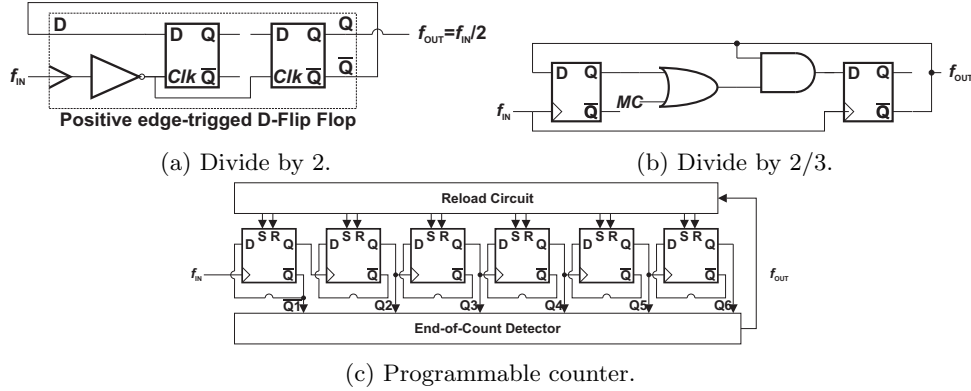 D Q
D Q D Q
f_IN Clk Q̅ Clk Q̅ Q̅ f_OUT=f_IN/2
Positive edge-trigged D-Flip Flop
(a) Divide by 2.
D Q D Q
f_IN Q̅ MC Q̅ f_OUT
(b) Divide by 2/3.
Reload Circuit
S R S R S R S R S R S R
D Q D Q D Q D Q D Q D Q
f_IN Q̅ Q̅ Q̅ Q̅ Q̅ Q̅ f_OUT
Q̅1 Q2 Q3 Q4 Q5 Q6
End-of-Count Detector
(c) Programmable counter.